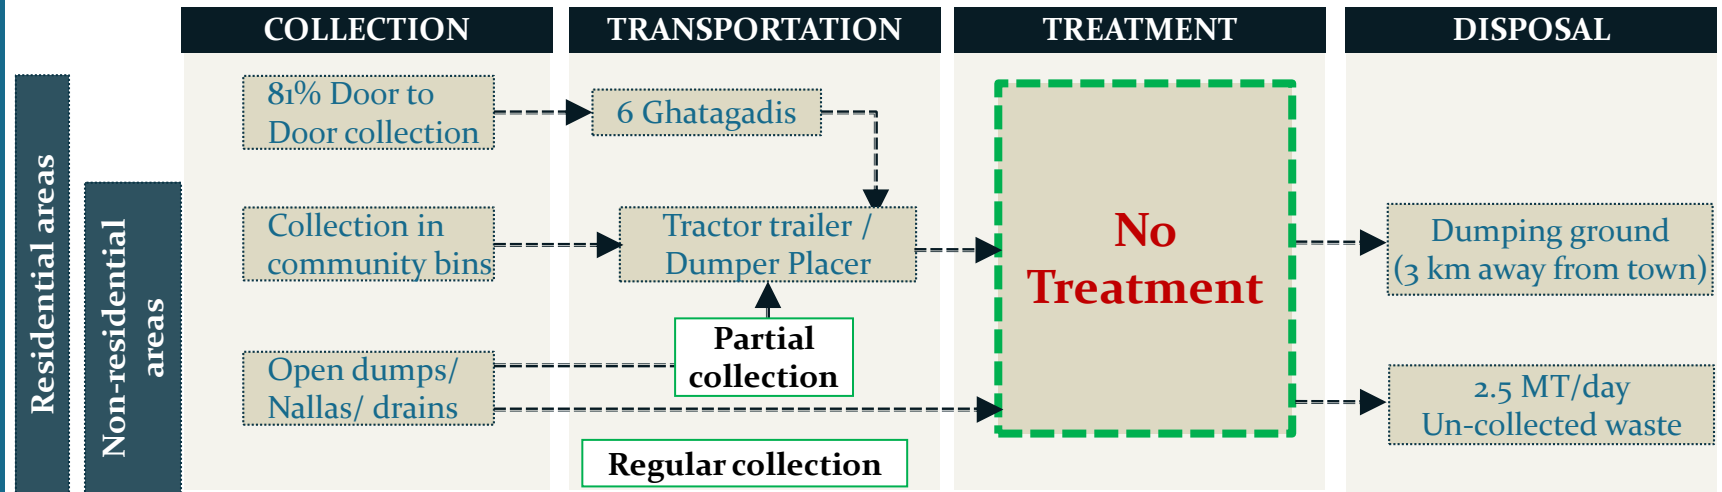 COLLECTION
TRANSPORTATION
TREATMENT
DISPOSAL
Residential areas
Non-residential
areas
81% Door to
Door collection
6 Ghatagadis
Collection in
community bins
Tractor trailer /
Dumper Placer
No
Treatment
Dumping ground
(3 km away from town)
Partial
collection
Open dumps/
Nallas/ drains
2.5 MT/day
Un-collected waste
Regular collection